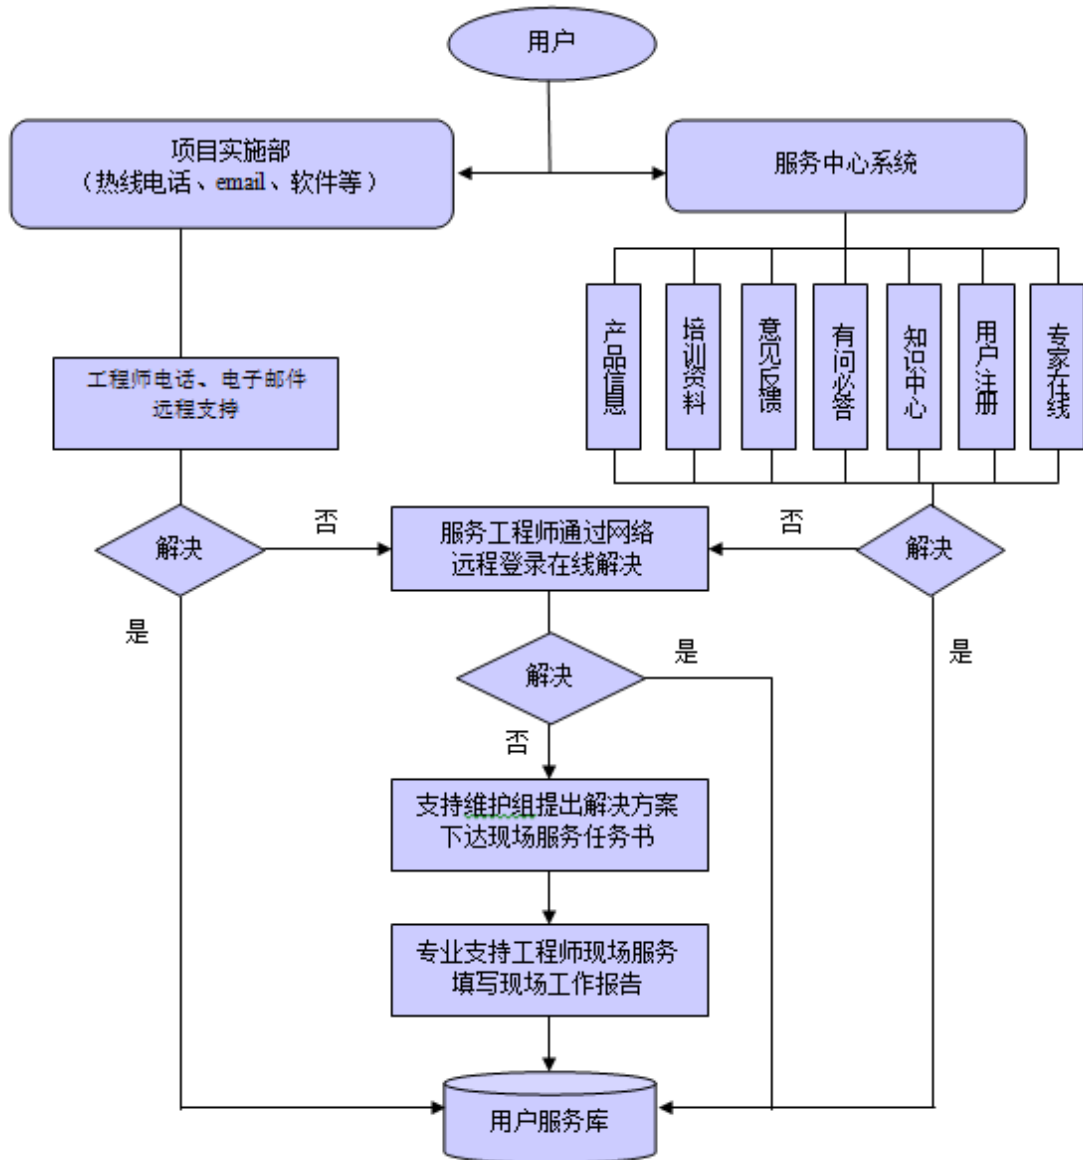 用户
项目实施部
（热线电话、email、软件等）
服务中心系统
产品信息
培训资料
意见反馈
有问必答
知识中心
用户注册
专家在线
工程师电话、电子邮件
远程支持
解决
否
服务工程师通过网络
远程登录在线解决
否
解决
是
解决
是
是
否
支持维护组提出解决方案
下达现场服务任务书
专业支持工程师现场服务
填写现场工作报告
用户服务库